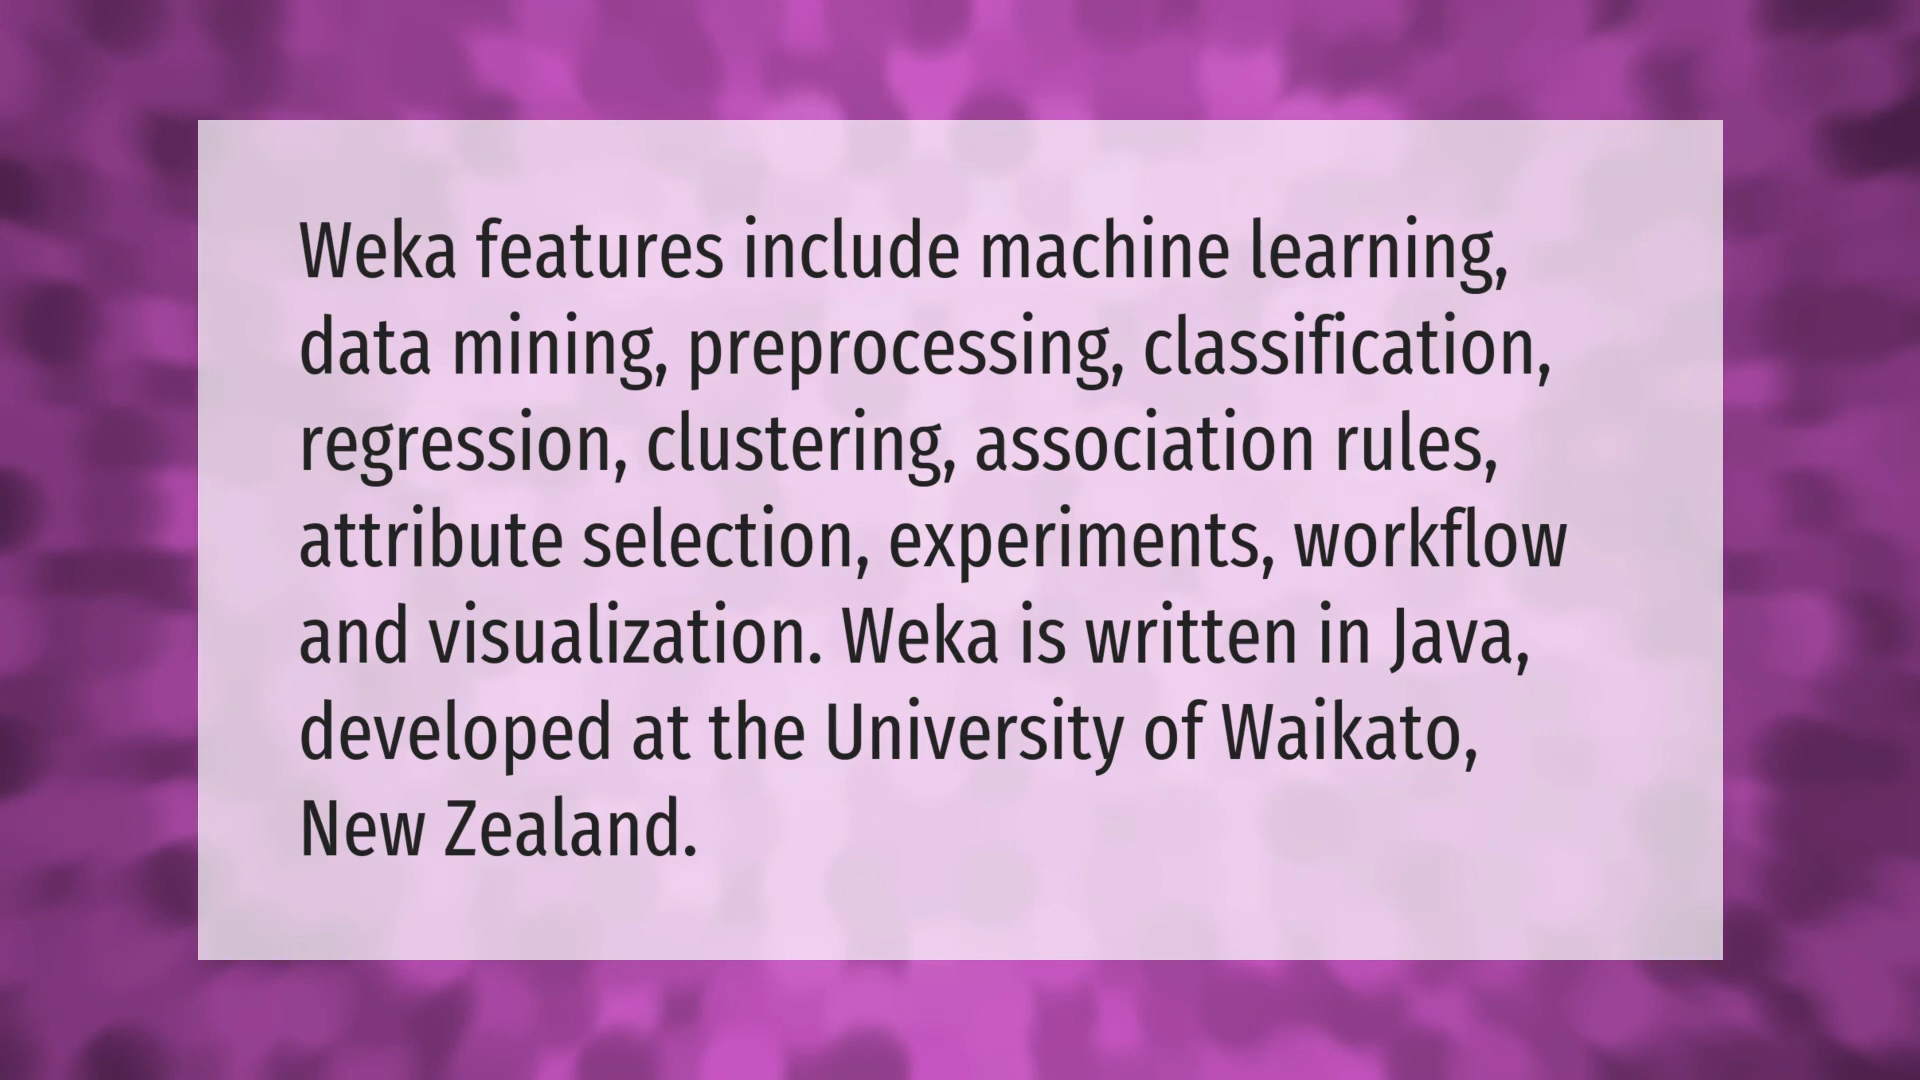 Weka features include machine learning,
data mining, preprocessing, classification,
regression, clustering, association rules,
attribute selection, experiments, workflow
and visualization. Weka is written in Java,
developed at the University of Waikato,
New Zealand.